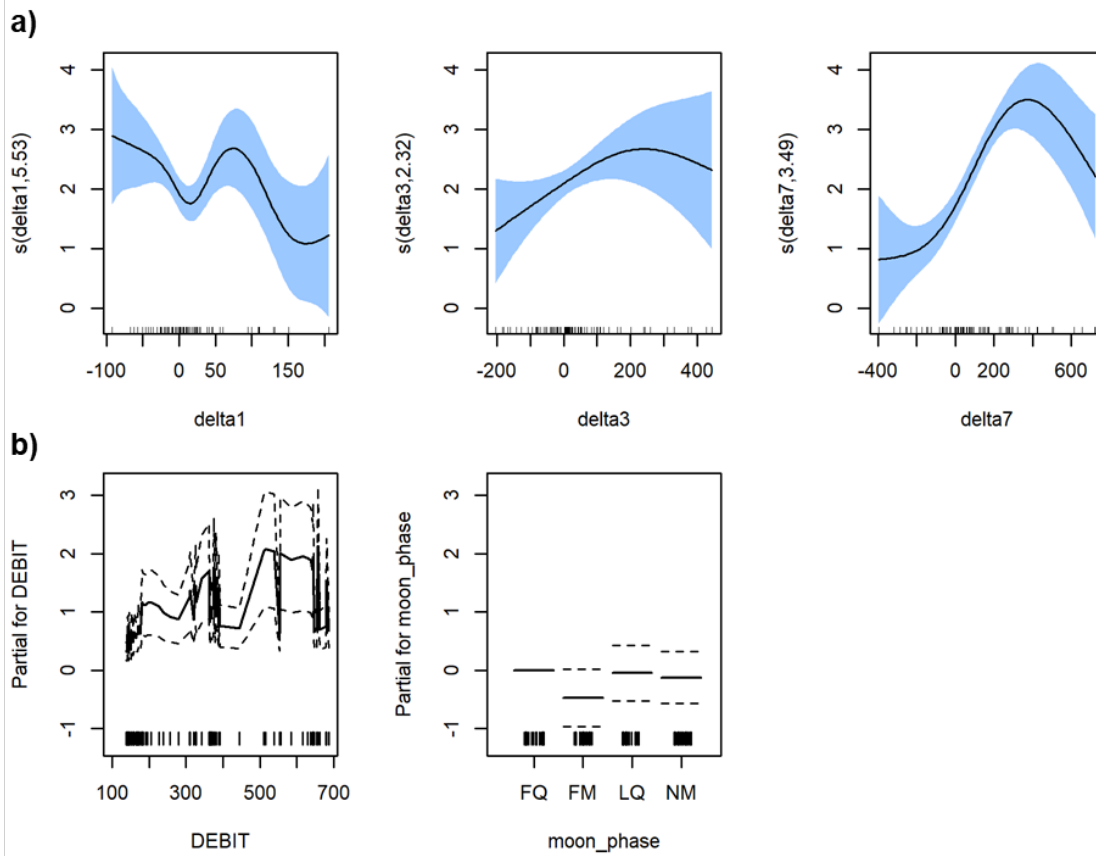 a)
s(delta1,5.53)
4
3
2
1
0
-100 0 50 150
delta1
s(delta3,2.32)
4
3
2
1
0
-200 0 200 400
delta3
s(delta7,3.49)
4
3
2
1
0
-400 0 200 600
delta7
b)
Partial for DEBIT
3
2
1
0
-1
100 300 500 700
DEBIT
Partial for moon_phase
3
2
1
0
-1
FQ FM LQ NM
moon_phase